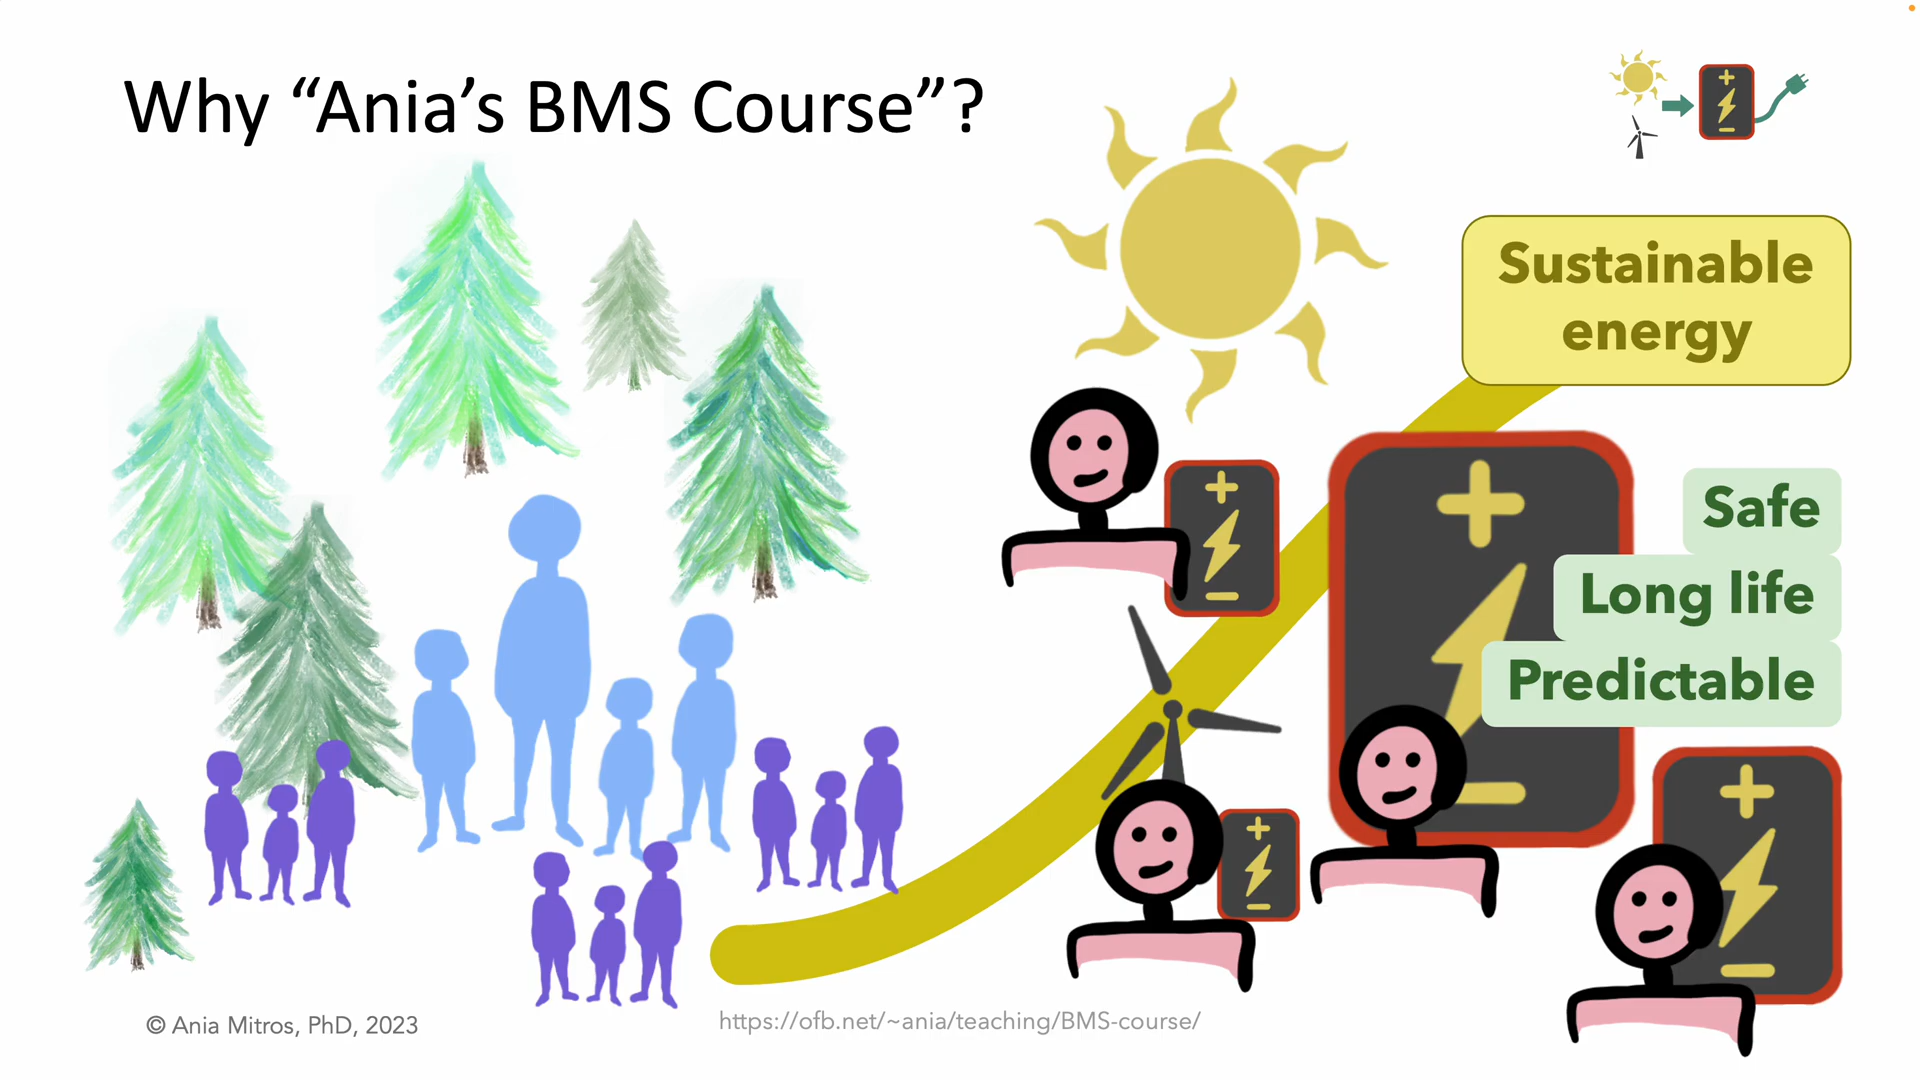 Why “Ania’s BMS Course”?
Sustainable
energy
Safe
Long life
Predictable
© Ania Mitros, PhD, 2023
https://ofb.net/~ania/teaching/BMS-course/